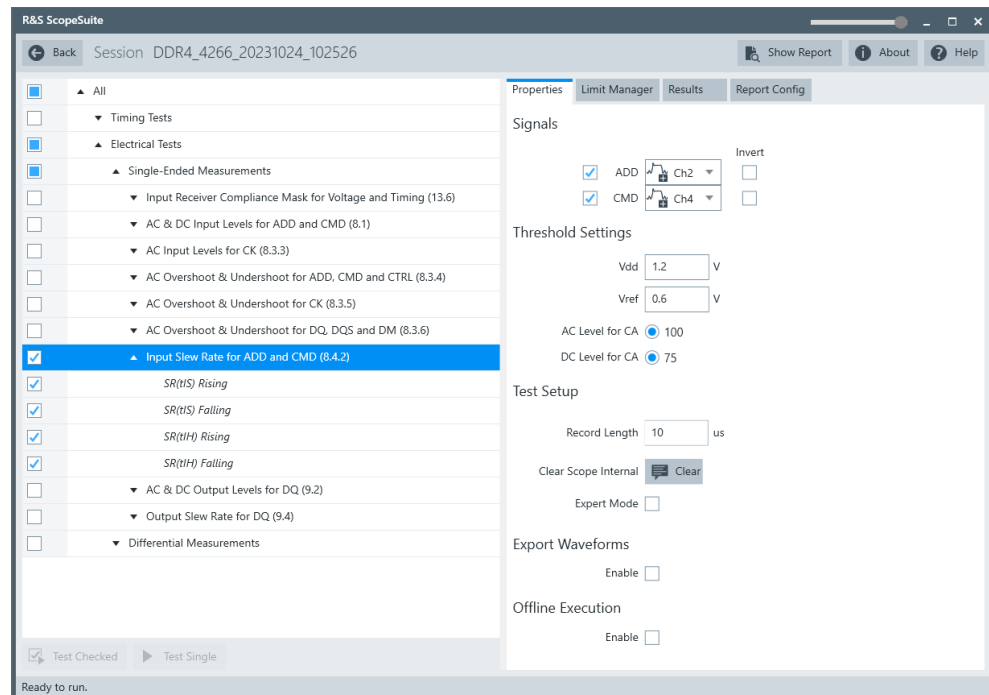 R&S ScopeSuite
Back Session DDR4_4266_20231024_102526 Show Report About Help
All
Timing Tests
Electrical Tests
Single-Ended Measurements
Input Receiver Compliance Mask for Voltage and Timing (13.6)
AC & DC Input Levels for ADD and CMD (8.1)
AC Input Levels for CK (8.3.3)
AC Overshoot & Undershoot for ADD, CMD and CTRL (8.3.4)
AC Overshoot & Undershoot for CK (8.3.5)
AC Overshoot & Undershoot for DQ, DQS and DM (8.3.6)
Input Slew Rate for ADD and CMD (8.4.2)
SR(tIS) Rising
SR(tIS) Falling
SR(tIH) Rising
SR(tIH) Falling
AC & DC Output Levels for DQ (9.2)
Output Slew Rate for DQ (9.4)
Differential Measurements
Test Checked Test Single
Properties Limit Manager Results Report Config
Signals
Invert
ADD Ch2
CMD Ch4
Threshold Settings
Vdd 1.2 V
Vref 0.6 V
AC Level for CA 100
DC Level for CA 75
Test Setup
Record Length 10 us
Clear Scope Internal Clear
Expert Mode
Export Waveforms
Enable
Offline Execution
Enable
Ready to run.